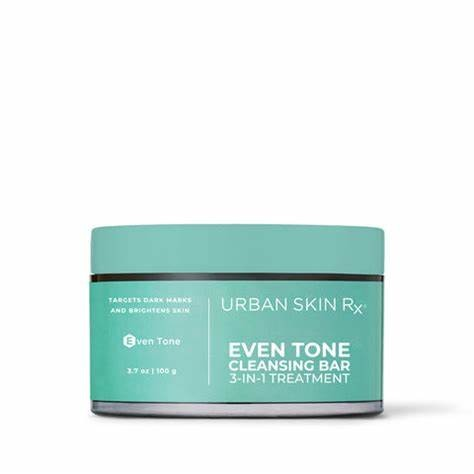 TARGETS DARK MARKS
AND BRIGHTENS SKIN
Even Tone
3.7 oz | 100 g
URBAN SKIN Rx®
EVEN TONE
CLEANSING BAR
3-IN-1 TREATMENT